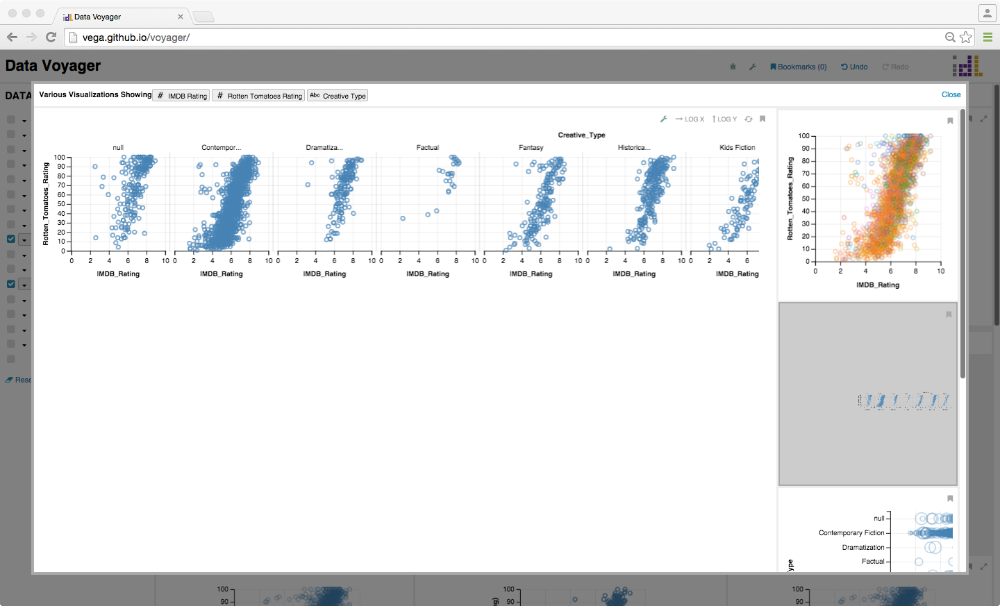 idl Data Voyager
vega.github.io/voyager/
Data Voyager
Bookmarks (0) Undo Redo
DATA
Various Visualizations Showing # IMDB Rating # Rotten Tomatoes Rating Abc Creative Type
Close
LOG X LOG Y
Creative_Type
null Contempor... Dramatiza... Factual Fantasy Historica... Kids Fiction
Rotten_Tomatoes_Rating
100
90
80
70
60
50
40
30
20
10
0
0 2 4 6 8 10 0 2 4 6 8 10 0 2 4 6 8 10 0 2 4 6 8 10 0 2 4 6 8 10 0 2 4 6 8 10 0 2 4 6
IMDB_Rating IMDB_Rating IMDB_Rating IMDB_Rating IMDB_Rating IMDB_Rating IMDB_Rating
Rotten_Tomatoes_Rating
100
90
80
70
60
50
40
30
20
10
0
0 2 4 6 8 10
IMDB_Rating
null
Contemporary Fiction
Dramatization
Factual
ype
Rese
100
90
100
90
g)
100
90